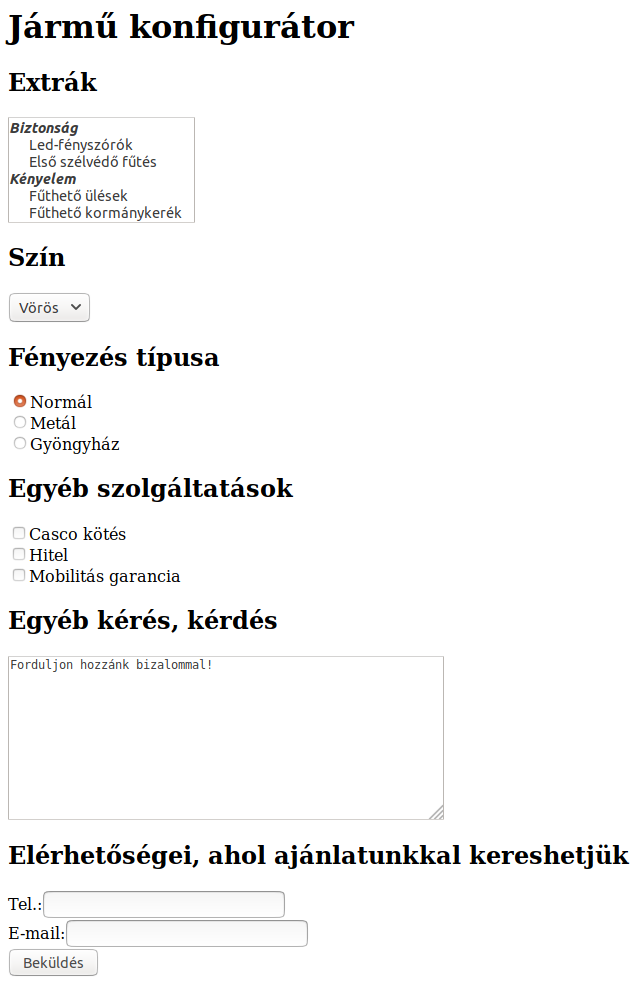 Jármű konfigurátor
Extrák
Biztonság
Led-fényszórók
Első szélvédő fűtés
Kényelem
Fűthető ülések
Fűthető kormánykerék
Szín
Vörös
Fényezés típusa
Normál
Metál
Gyöngyház
Egyéb szolgáltatások
Casco kötés
Hitel
Mobilitás garancia
Egyéb kérés, kérdés
Forduljon hozzánk bizalommal!
Elérhetőségei, ahol ajánlatunkkal kereshetjük
Tel.:
E-mail:
Beküldés